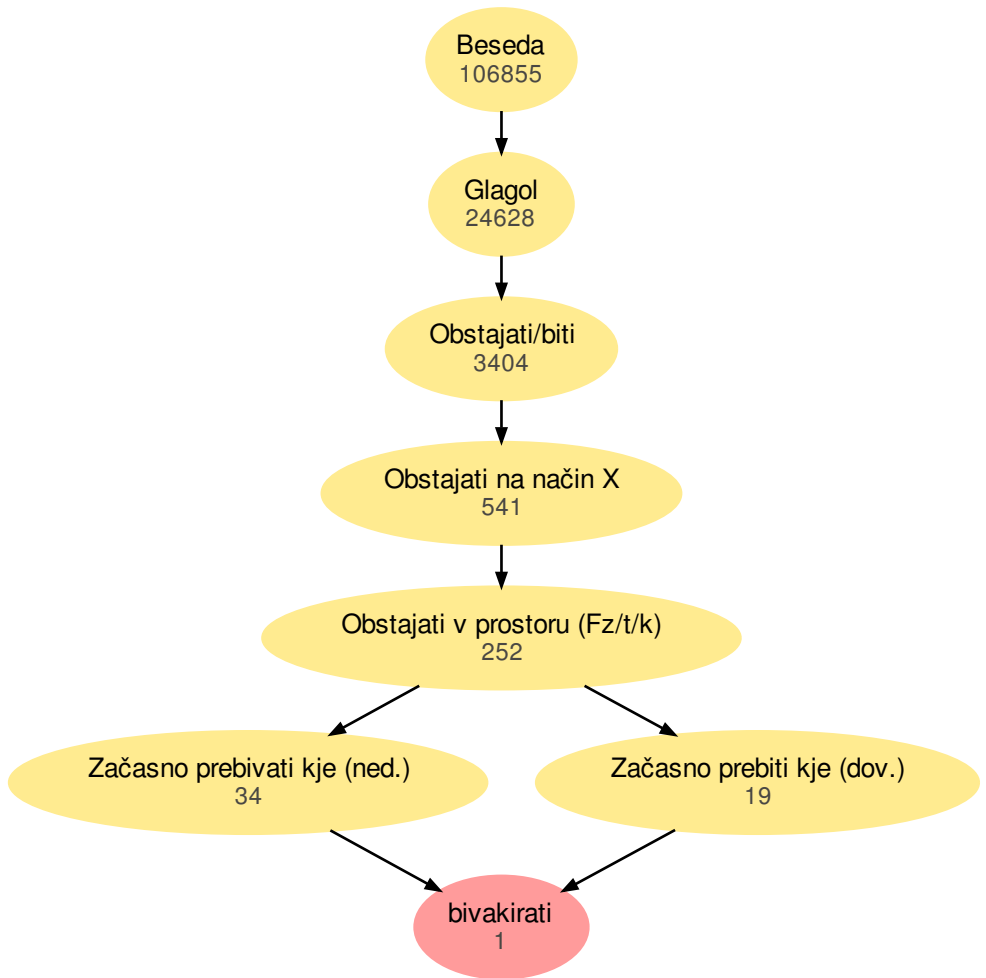 Beseda
106855
Glagol
24628
Obstajati/biti
3404
Obstajati na način X
541
Obstajati v prostoru (Fz/t/k)
252
Začasno prebivati kje (ned.)
34
Začasno prebiti kje (dov.)
19
bivakirati
1